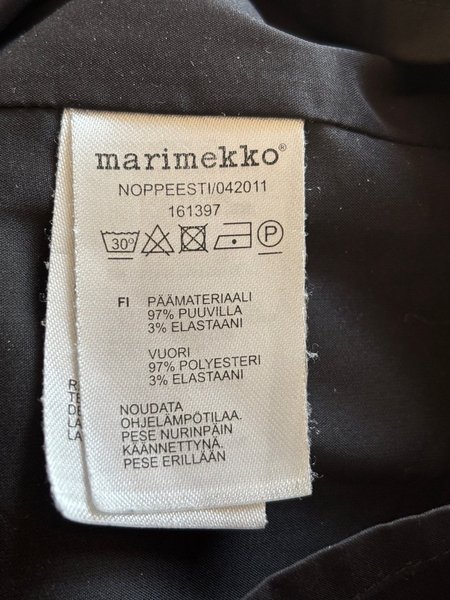 marimekko®
NOPPEESTI/042011
161397
30° P
FI PÄÄMATERIAALI
97% PUUVILLA
3% ELASTAANI
VUORI
97% POLYESTERI
3% ELASTAANI
NOUDATA
OHJELÄMPÖTILAA.
PESE NURINPÄIN
KÄÄNNETTYNÄ.
PESE ERILLÄÄN